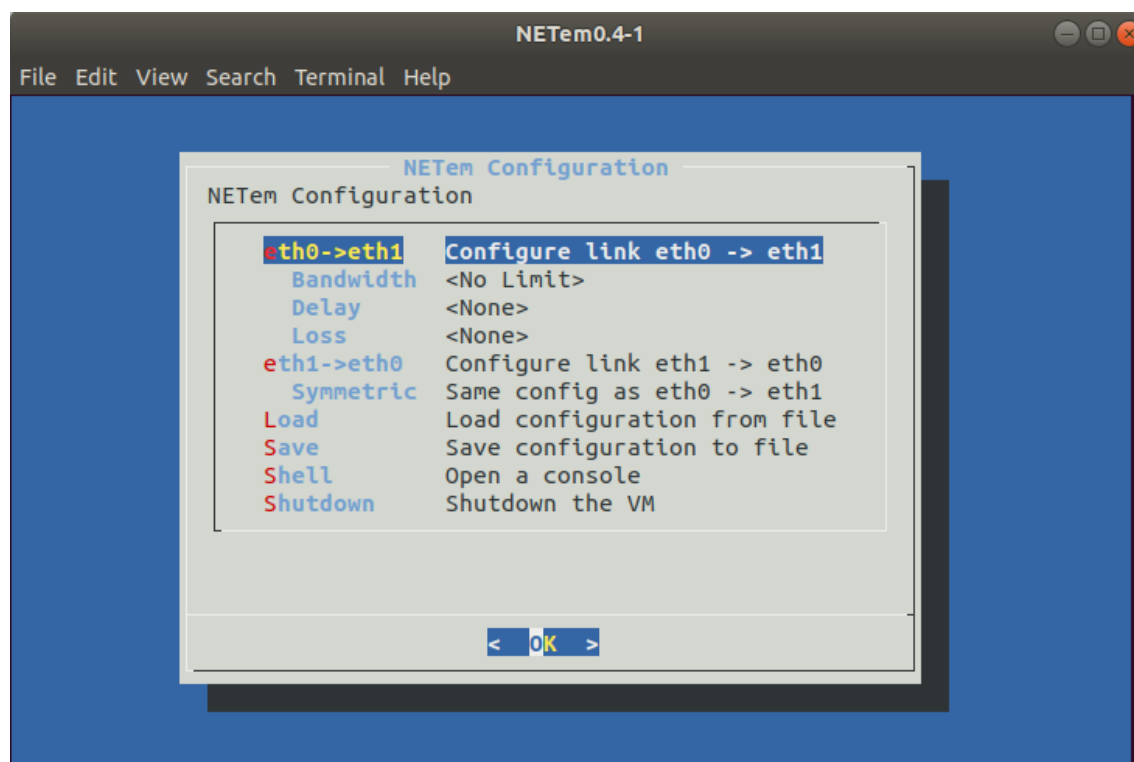 NETem0.4-1
File Edit View Search Terminal Help
NETem Configuration
NETem Configuration
eth0->eth1 Configure link eth0 -> eth1
Bandwidth <No Limit>
Delay <None>
Loss <None>
eth1->eth0 Configure link eth1 -> eth0
Symmetric Same config as eth0 -> eth1
Load Load configuration from file
Save Save configuration to file
Shell Open a console
Shutdown Shutdown the VM
< OK >